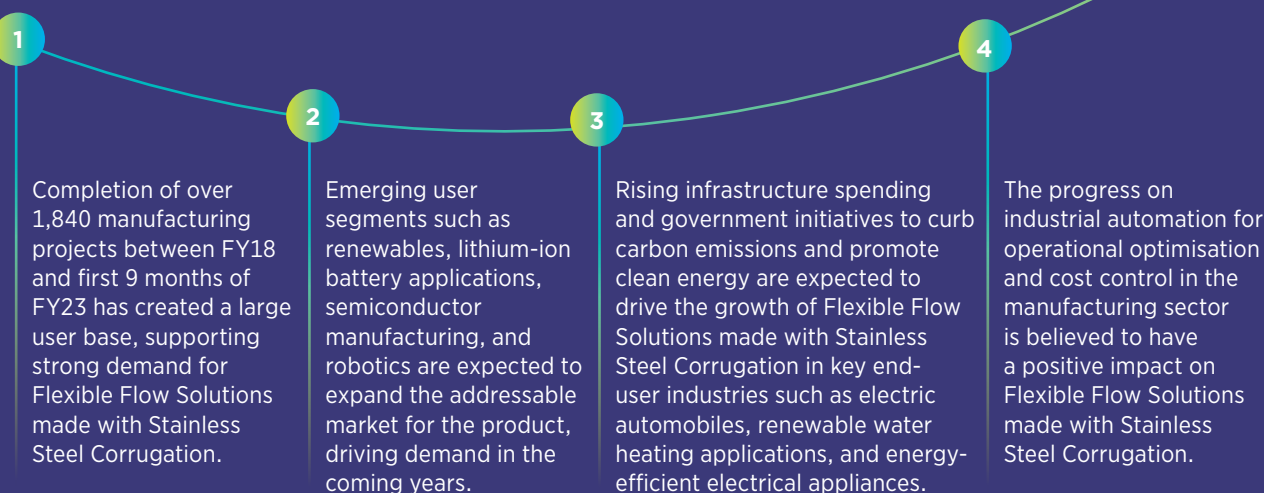 1
Completion of over
1,840 manufacturing
projects between FY18
and first 9 months of
FY23 has created a large
user base, supporting
strong demand for
Flexible Flow Solutions
made with Stainless
Steel Corrugation.
2
Emerging user
segments such as
renewables, lithium-ion
battery applications,
semiconductor
manufacturing, and
robotics are expected to
expand the addressable
market for the product,
driving demand in the
coming years.
3
Rising infrastructure spending
and government initiatives to curb
carbon emissions and promote
clean energy are expected to
drive the growth of Flexible Flow
Solutions made with Stainless
Steel Corrugation in key end-
user industries such as electric
automobiles, renewable water
heating applications, and energy-
efficient electrical appliances.
4
The progress on
industrial automation for
operational optimisation
and cost control in the
manufacturing sector
is believed to have
a positive impact on
Flexible Flow Solutions
made with Stainless
Steel Corrugation.